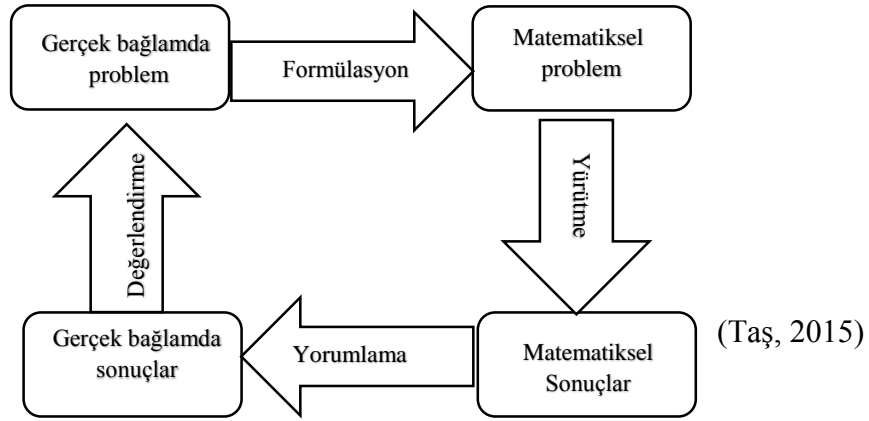 Gerçek bağlamda
problem
Formülasyon
Matematiksel
problem
Yürütme
Değerlendirme
Gerçek bağlamda
sonuçlar
Yorumlama
Matematiksel
Sonuçlar
(Taş, 2015)